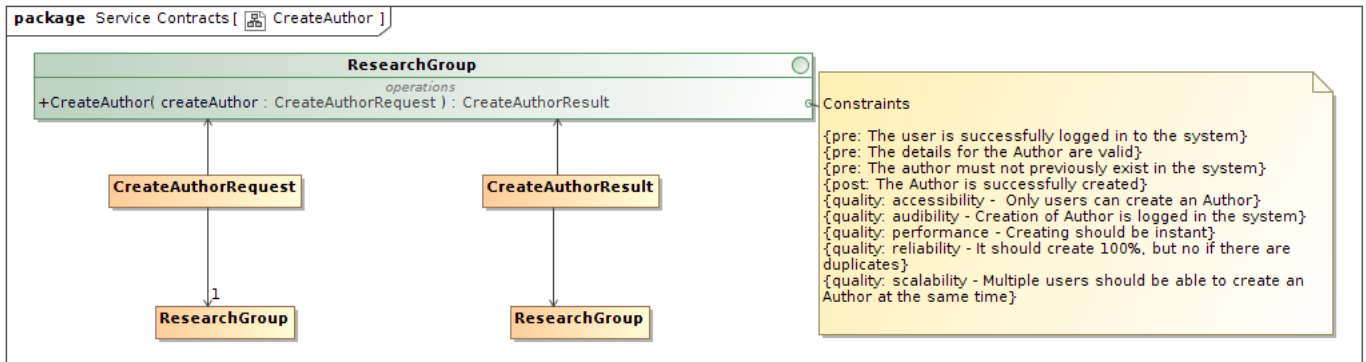 package Service Contracts [ CreateAuthor ]
ResearchGroup
operations
+CreateAuthor( createAuthor : CreateAuthorRequest ) : CreateAuthorResult
Constraints
{pre: The user is successfully logged in to the system}
{pre: The details for the Author are valid}
{pre: The author must not previously exist in the system}
{post: The Author is successfully created}
{quality: accessibility - Only users can create an Author}
{quality: audibility - Creation of Author is logged in the system}
{quality: performance - Creating should be instant}
{quality: reliability - It should create 100%, but no if there are
duplicates}
{quality: scalability - Multiple users should be able to create an
Author at the same time}
CreateAuthorRequest
CreateAuthorResult
1
ResearchGroup
ResearchGroup